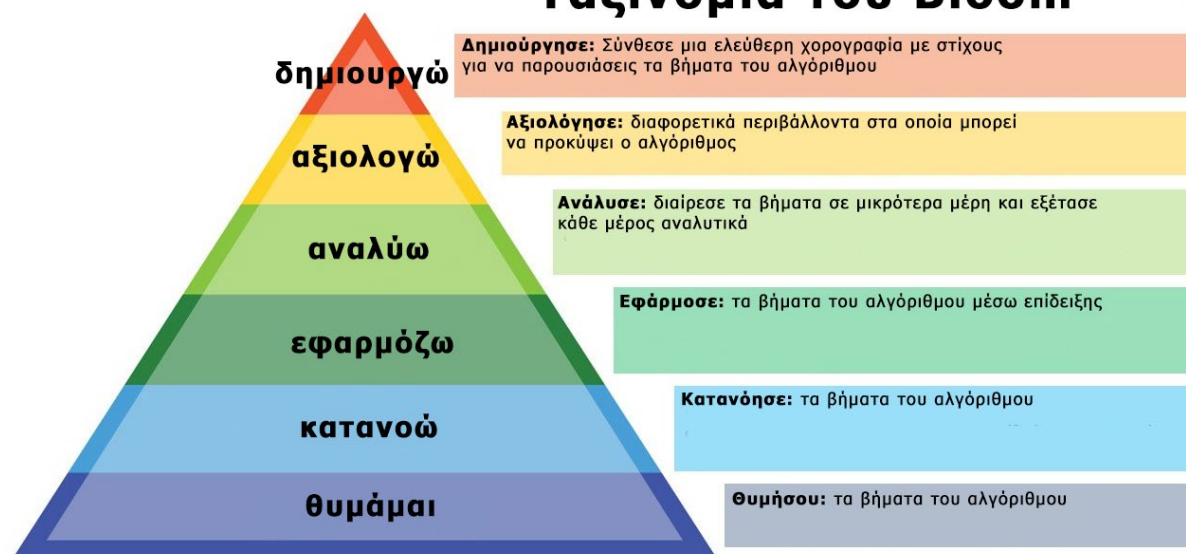 Ταξινομία του Bloom
δημιουργώ
Δημιούργησε: Σύνθεσε μια ελεύθερη χορογραφία με στίχους
για να παρουσιάσεις τα βήματα του αλγόριθμου
αξιολογώ
Αξιολόγησε: διαφορετικά περιβάλλοντα στα οποία μπορεί
να προκύψει ο αλγόριθμος
αναλύω
Ανάλυσε: διαίρεσε τα βήματα σε μικρότερα μέρη και εξέτασε
κάθε μέρος αναλυτικά
εφαρμόζω
Εφάρμοσε: τα βήματα του αλγόριθμου μέσω επίδειξης
κατανοώ
Κατανόησε: τα βήματα του αλγόριθμου
θυμάμαι
Θυμήσου: τα βήματα του αλγόριθμου